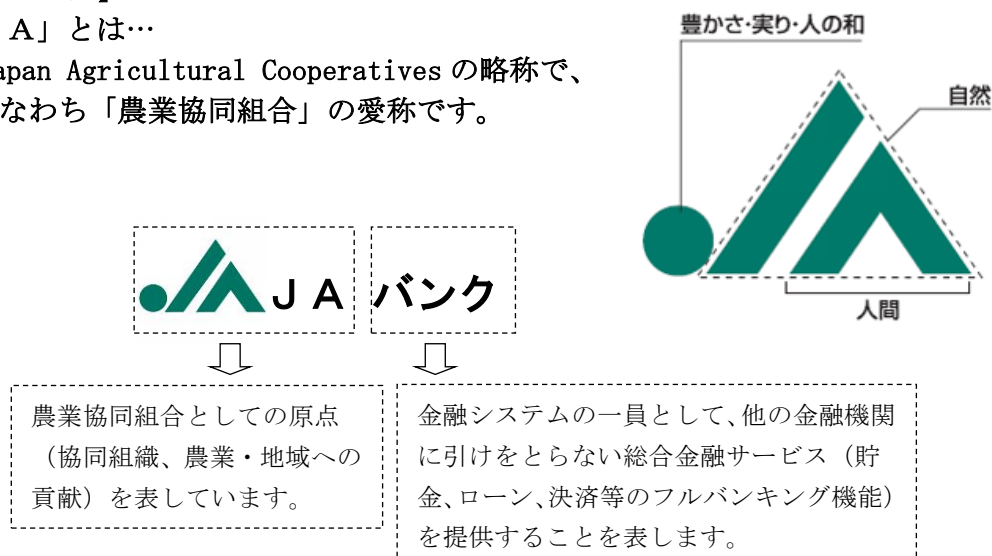 Ａ」とは…
apan Agricultural Cooperatives の略称で、
なわち「農業協同組合」の愛称です。
豊かさ・実り・人の和
自然
人間
ＪＡ バンク
農業協同組合としての原点
（協同組織、農業・地域への
貢献）を表しています。
金融システムの一員として、他の金融機関
に引けをとらない総合金融サービス（貯
金、ローン、決済等のフルバンキング機能）
を提供することを表します。